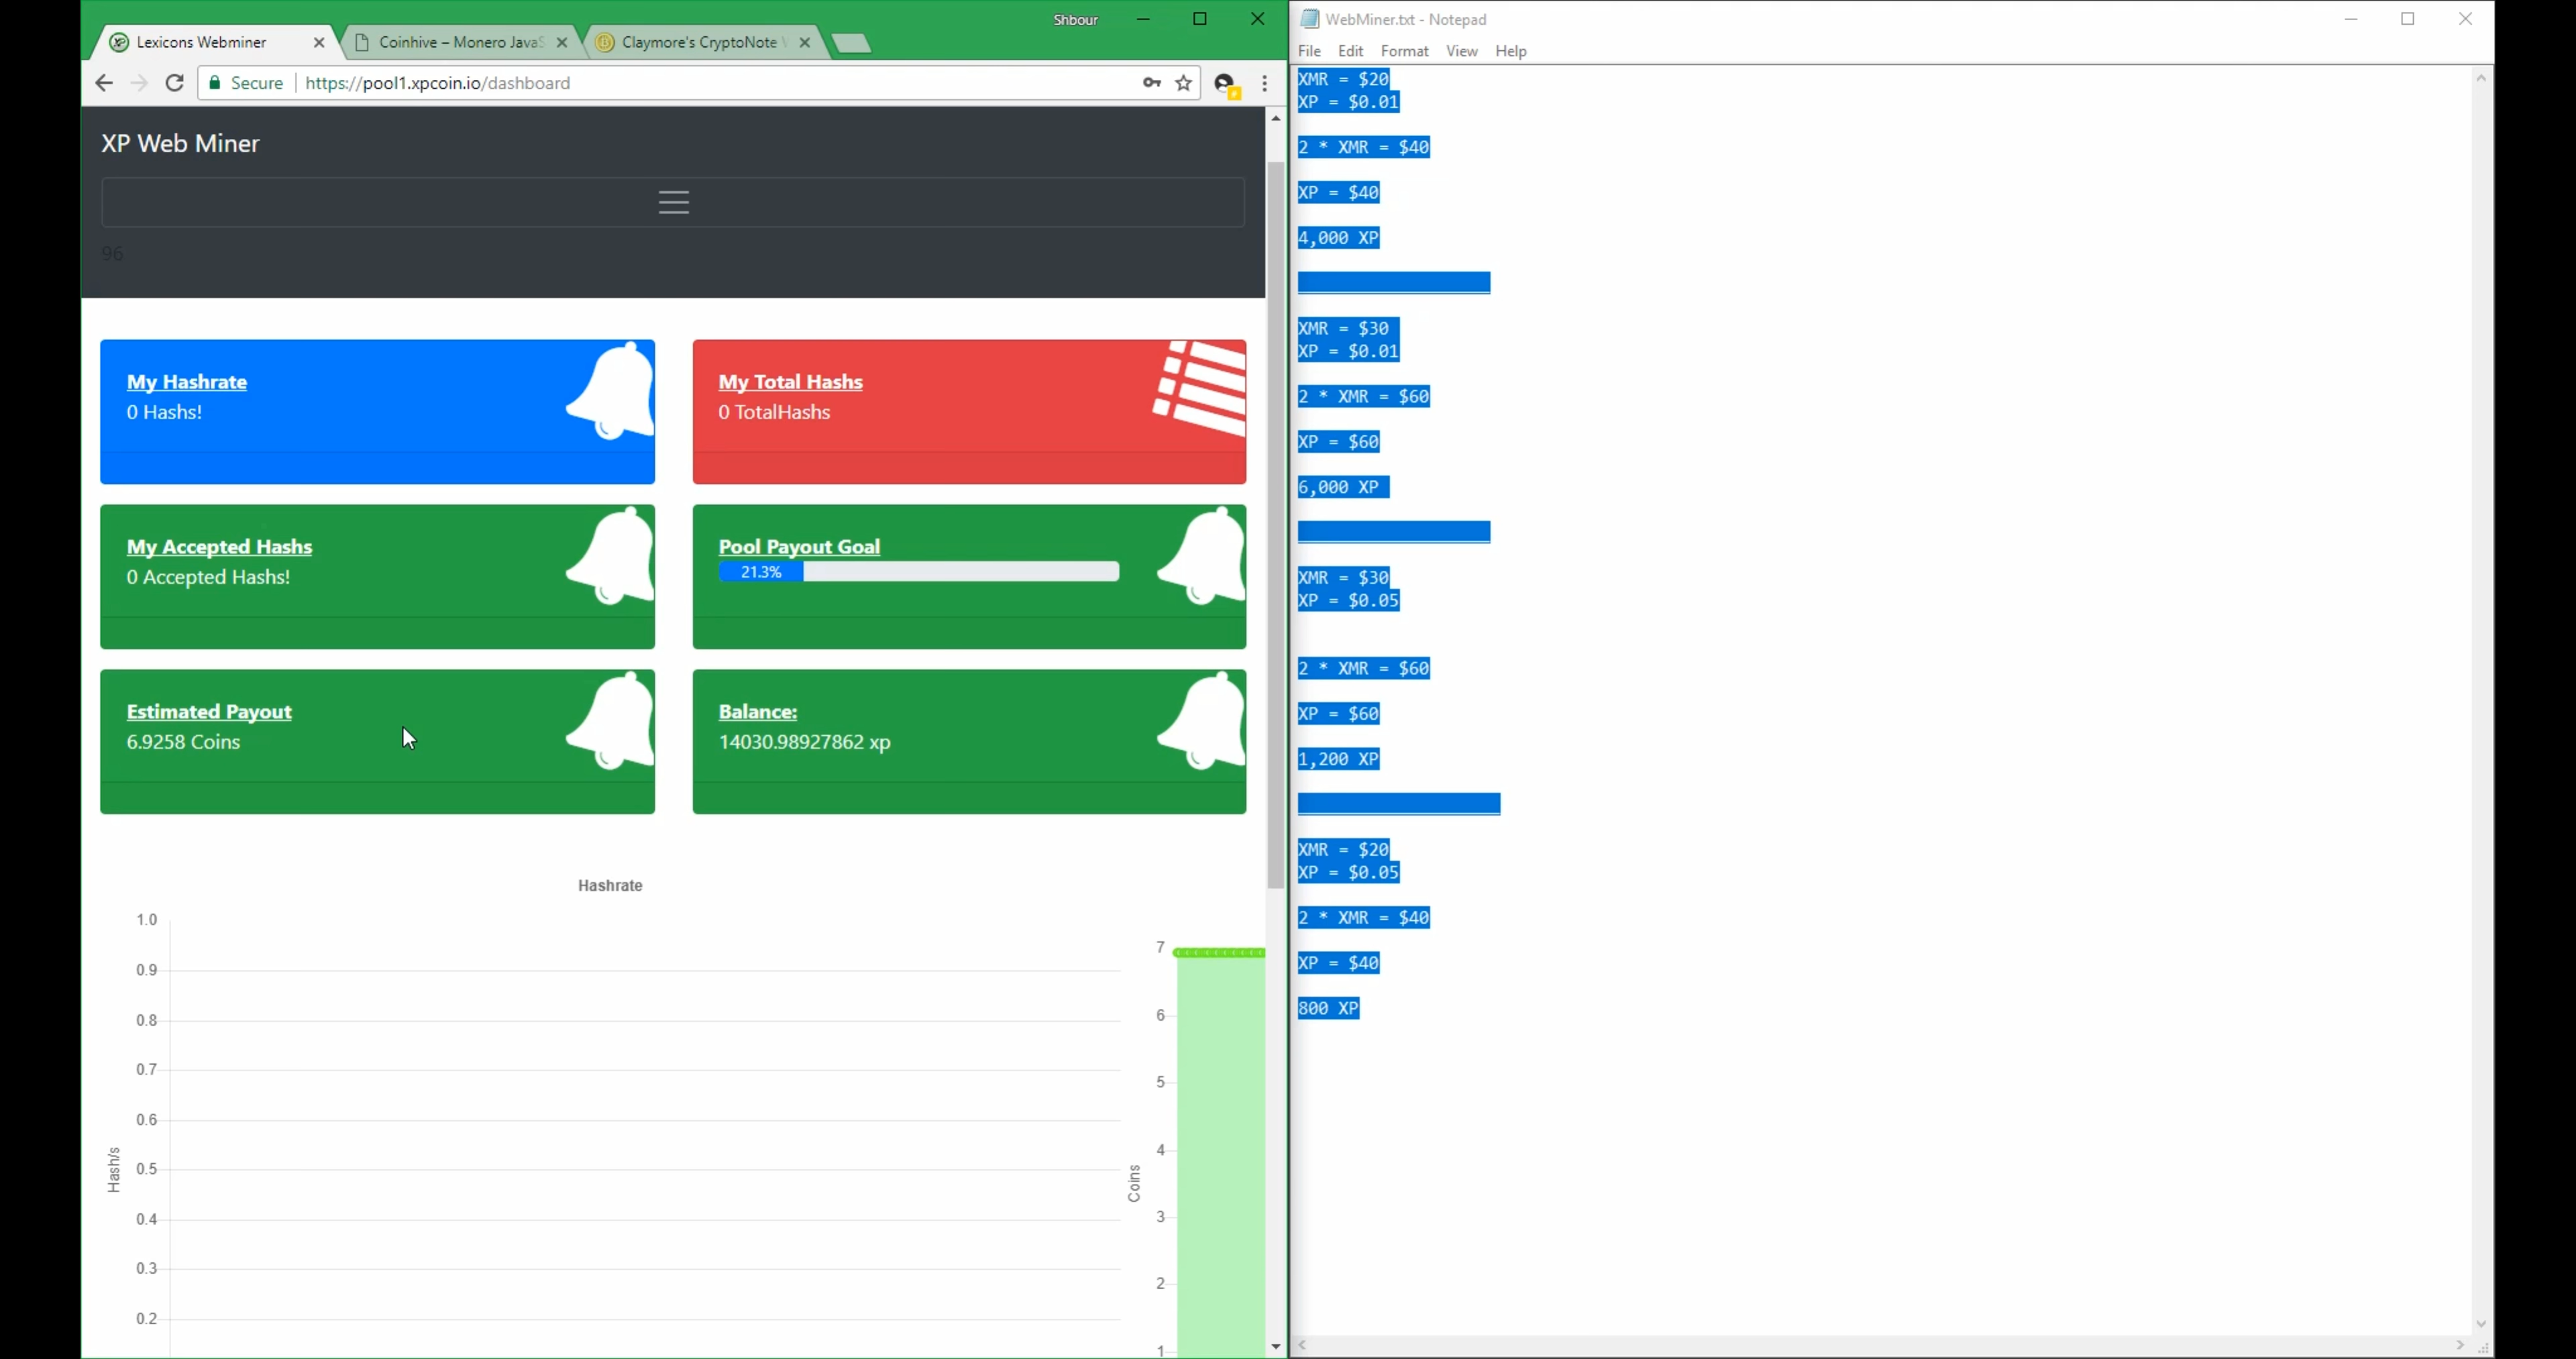 Shbour
Lexicons Webminer
Coinhive – Monero JavaS
Claymore's CryptoNote
Secure
https://pool1.xpcoin.io/dashboard
XP Web Miner
96
My Hashrate
0 Hashs!
My Total Hashs
0 TotalHashs
My Accepted Hashs
0 Accepted Hashs!
Pool Payout Goal
21.3%
Estimated Payout
6.9258 Coins
Balance:
14030.98927862 xp
Hashrate
1.0
0.9
0.8
0.7
0.6
0.5
0.4
0.3
0.2
Hash/s
7
6
5
4
3
2
1
Coins
WebMiner.txt - Notepad
File Edit Format View Help
XMR = $20
XP = $0.01
2 * XMR = $40
XP = $40
4,000 XP
XMR = $30
XP = $0.01
2 * XMR = $60
XP = $60
6,000 XP
XMR = $30
XP = $0.05
2 * XMR = $60
XP = $60
1,200 XP
XMR = $20
XP = $0.05
2 * XMR = $40
XP = $40
800 XP